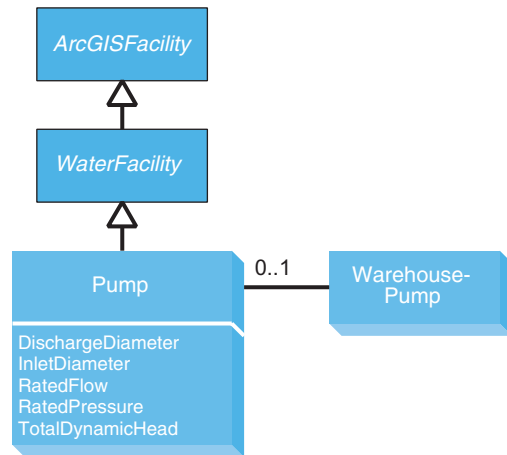 ArcGISFacility
WaterFacility
Pump
0..1
Warehouse-
Pump
DischargeDiameter
InletDiameter
RatedFlow
RatedPressure
TotalDynamicHead